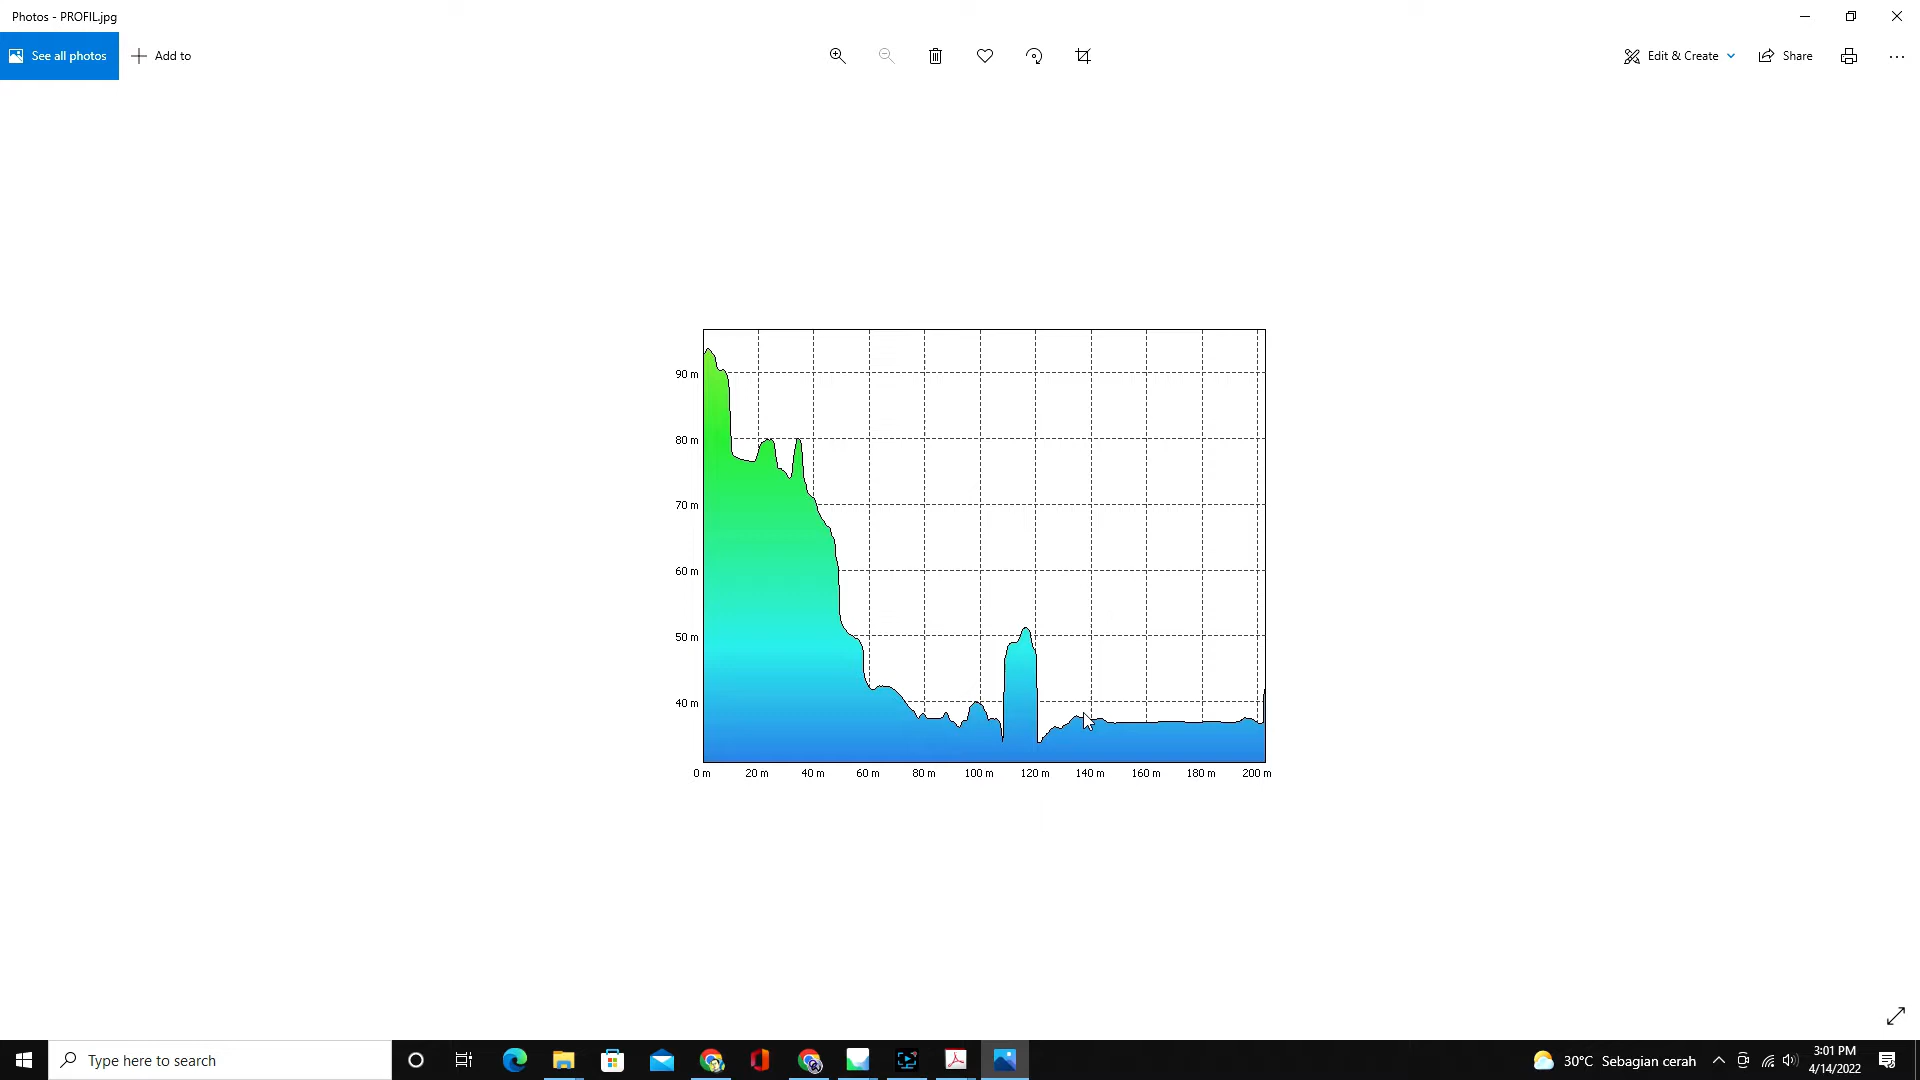 Photos - PROFIL.jpg
See all photos
Add to
Edit & Create
Share
90 m
80 m
70 m
60 m
50 m
40 m
0 m 20 m 40 m 60 m 80 m 100 m 120 m 140 m 160 m 180 m 200 m
Type here to search
30°C Sebagian cerah
3:01 PM
4/14/2022